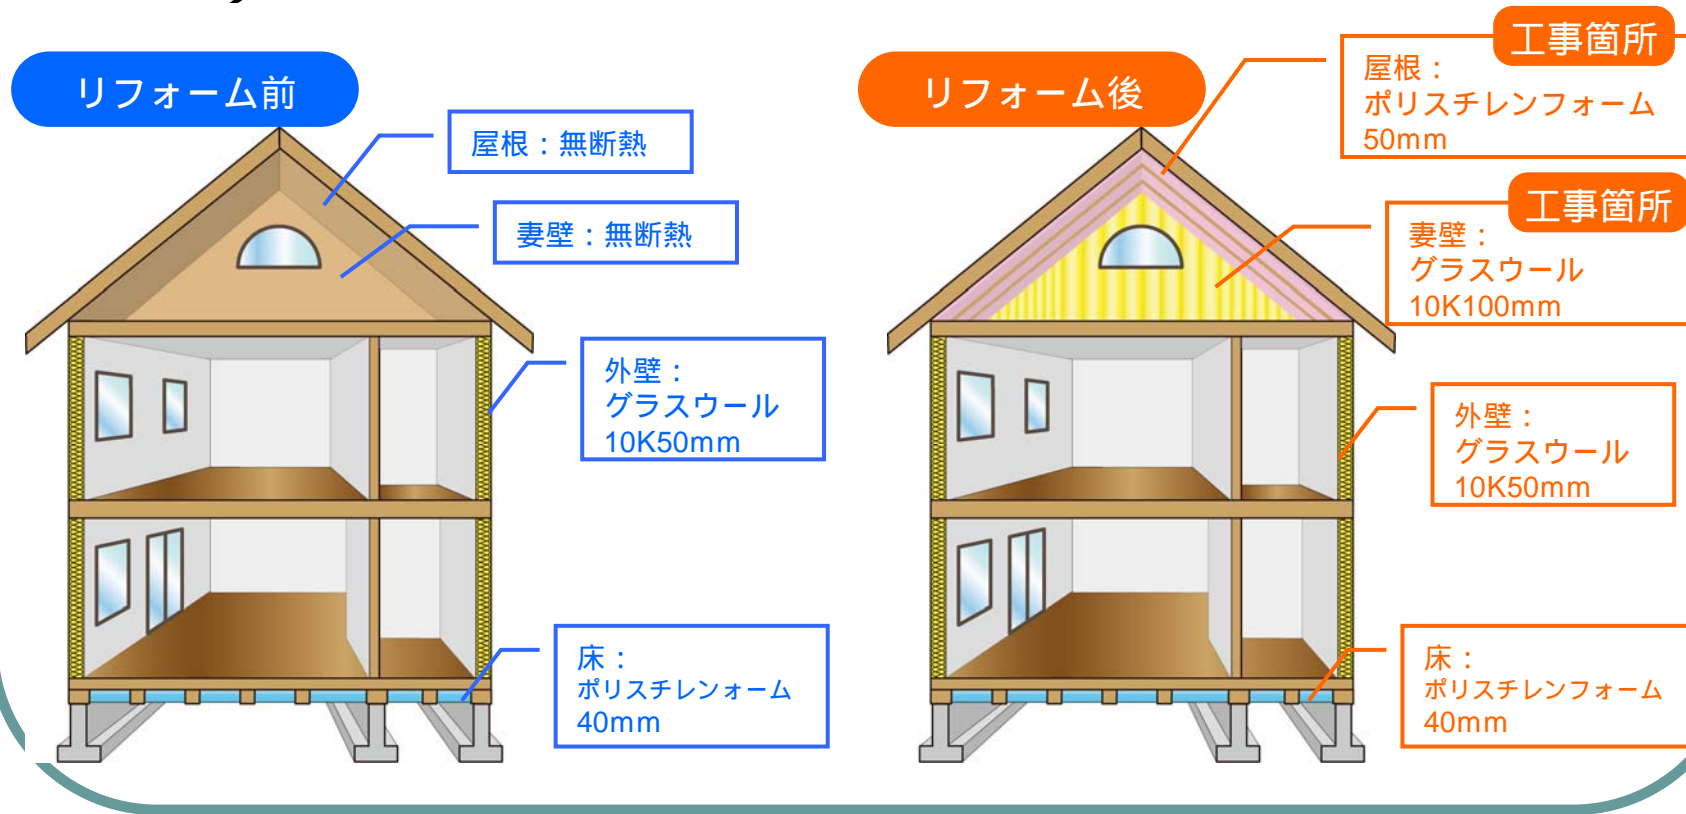 リフォーム前
屋根：無断熱
妻壁：無断熱
外壁：
グラスウール
10K50mm
床：
ポリスチレンォーム
40mm
リフォーム後
工事箇所
屋根：
ポリスチレンフォーム
50mm
工事箇所
妻壁：
グラスウール
10K100mm
外壁：
グラスウール
10K50mm
床：
ポリスチレンフォーム
40mm